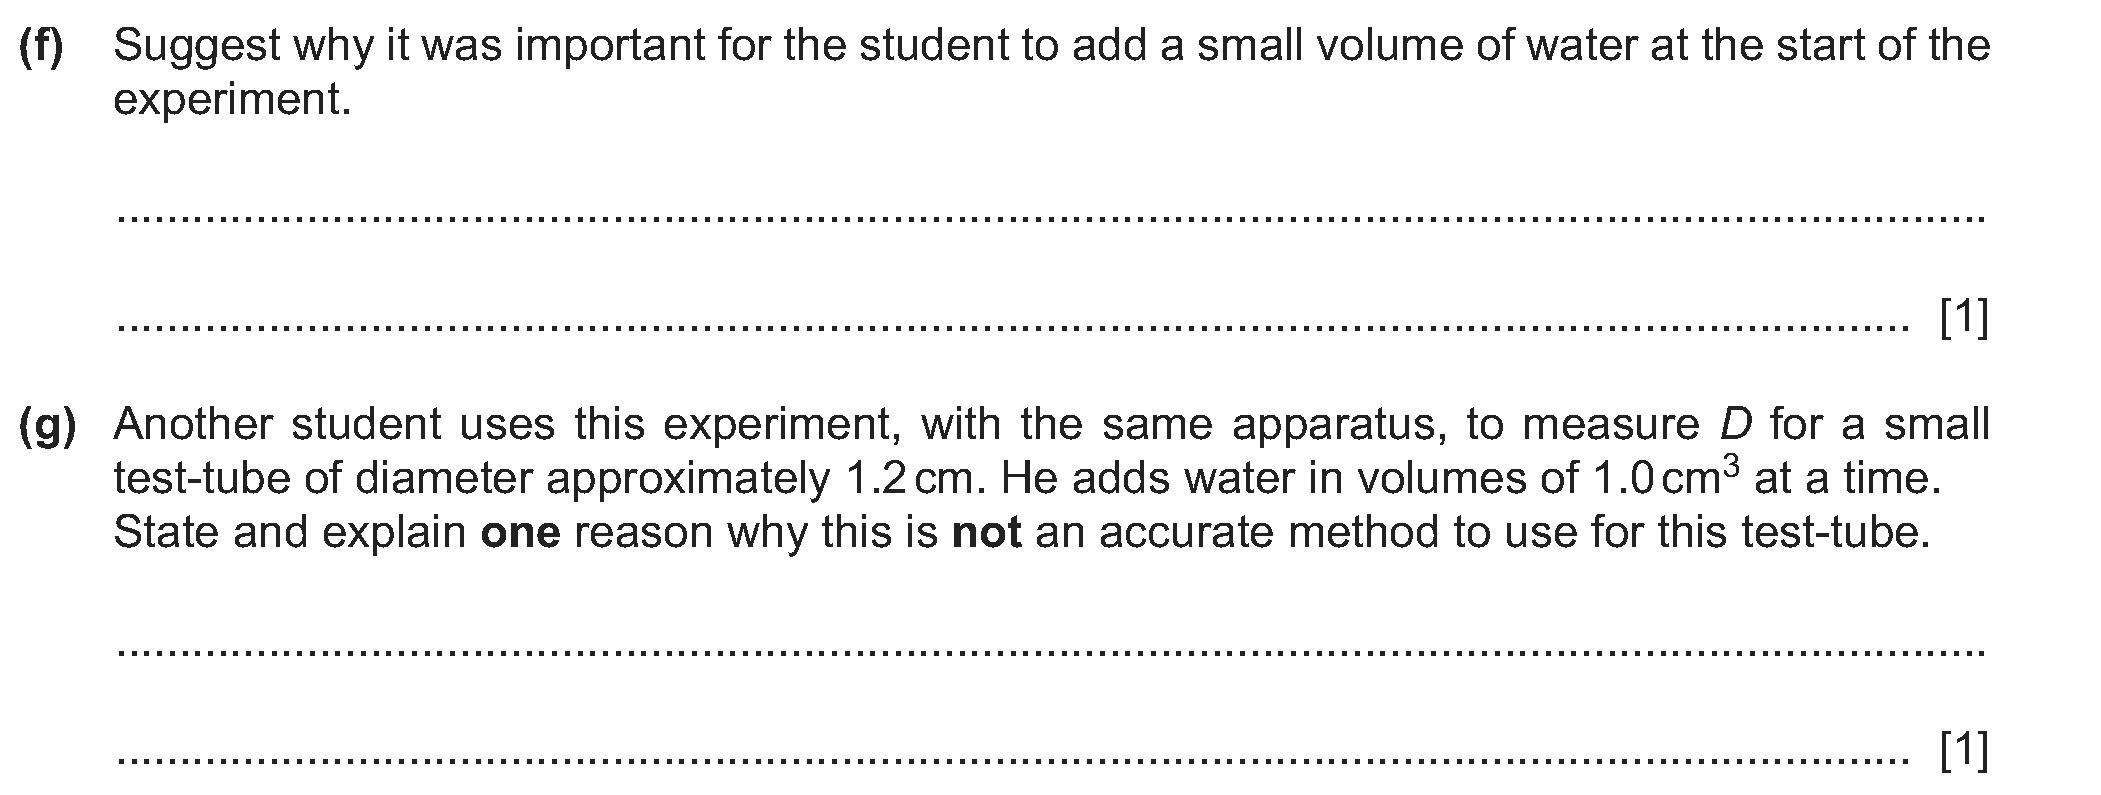 (f) Suggest why it was important for the student to add a small volume of water at the start of the
experiment.
..........................................................................................................................................
..................................................................................................................................... [1]
(g) Another student uses this experiment, with the same apparatus, to measure D for a small
test-tube of diameter approximately 1.2 cm. He adds water in volumes of 1.0 cm³ at a time.
State and explain one reason why this is not an accurate method to use for this test-tube.
..........................................................................................................................................
..................................................................................................................................... [1]